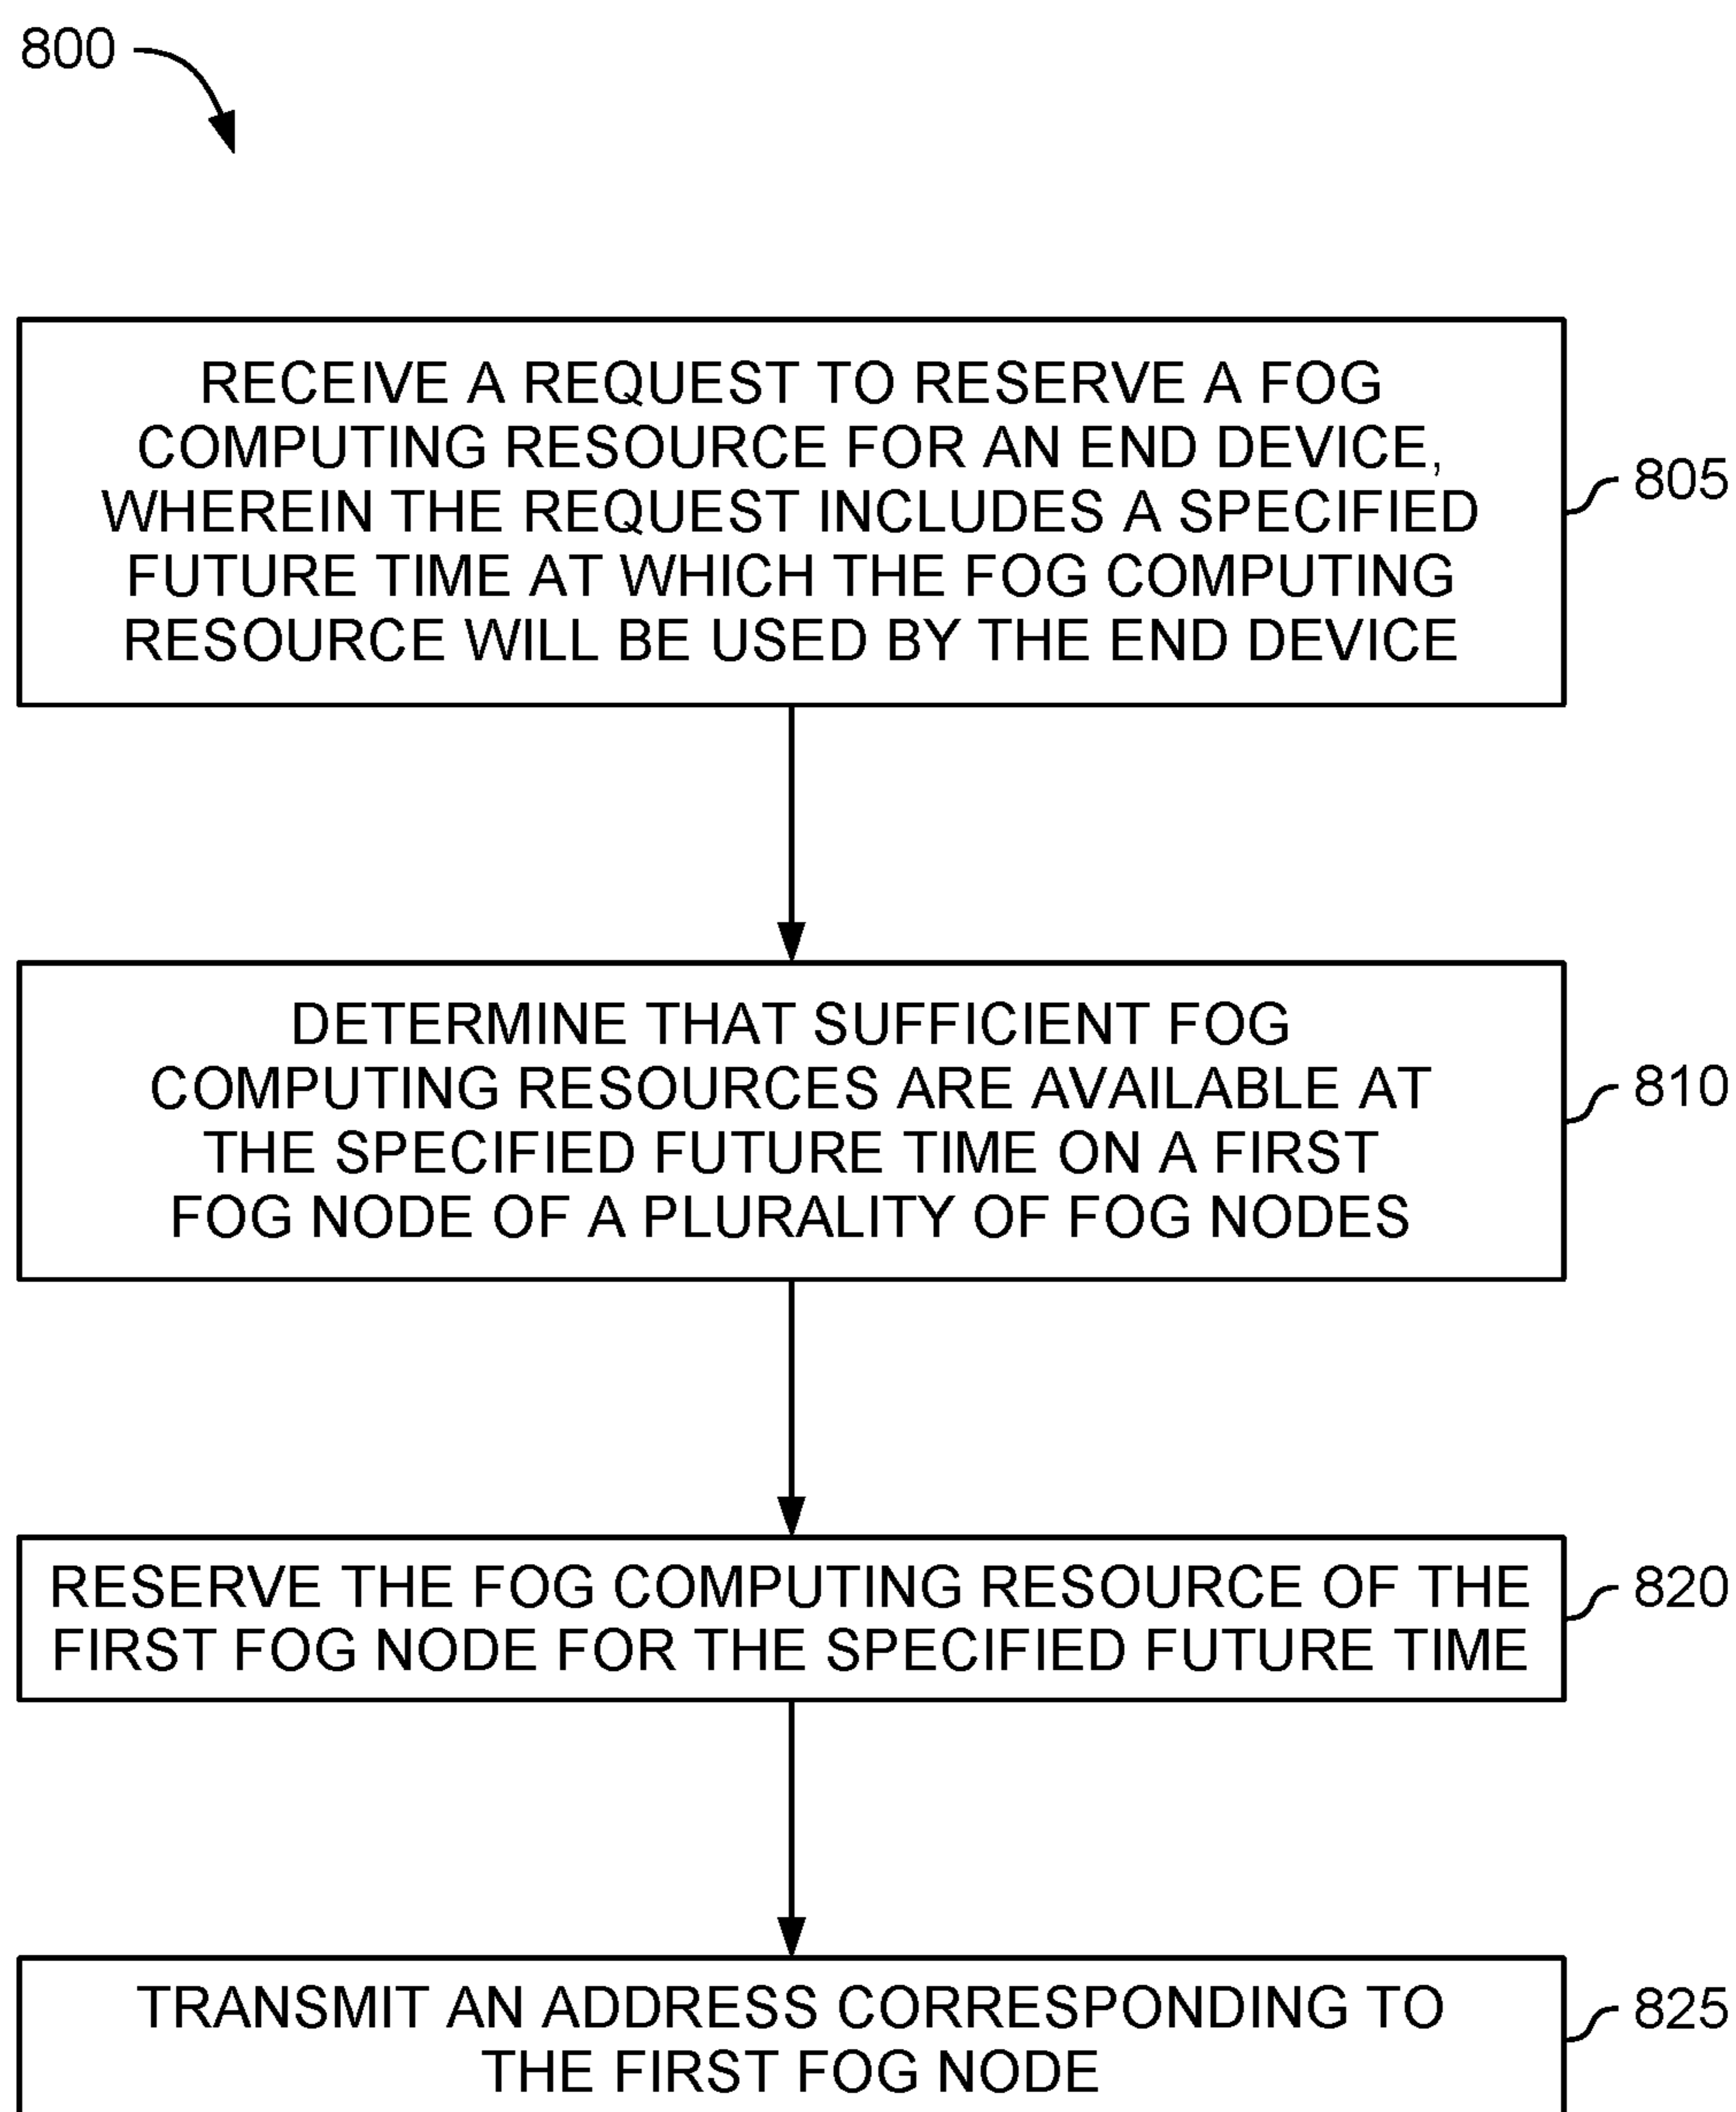 800
RECEIVE A REQUEST TO RESERVE A FOG
COMPUTING RESOURCE FOR AN END DEVICE,
WHEREIN THE REQUEST INCLUDES A SPECIFIED
FUTURE TIME AT WHICH THE FOG COMPUTING
RESOURCE WILL BE USED BY THE END DEVICE
805
DETERMINE THAT SUFFICIENT FOG
COMPUTING RESOURCES ARE AVAILABLE AT
THE SPECIFIED FUTURE TIME ON A FIRST
FOG NODE OF A PLURALITY OF FOG NODES
810
RESERVE THE FOG COMPUTING RESOURCE OF THE
FIRST FOG NODE FOR THE SPECIFIED FUTURE TIME
820
TRANSMIT AN ADDRESS CORRESPONDING TO
THE FIRST FOG NODE
825